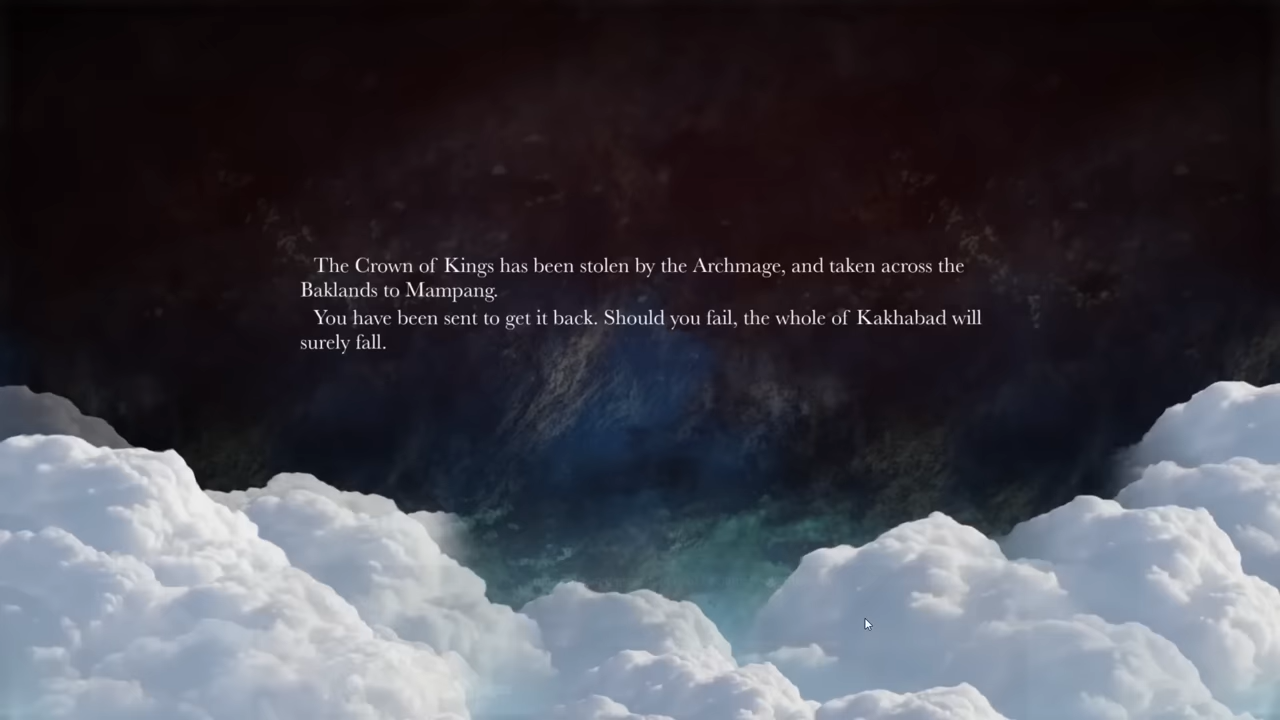 The Crown of Kings has been stolen by the Archmage, and taken across the
Baklands to Mampang.
You have been sent to get it back. Should you fail, the whole of Kakhabad will
surely fall.